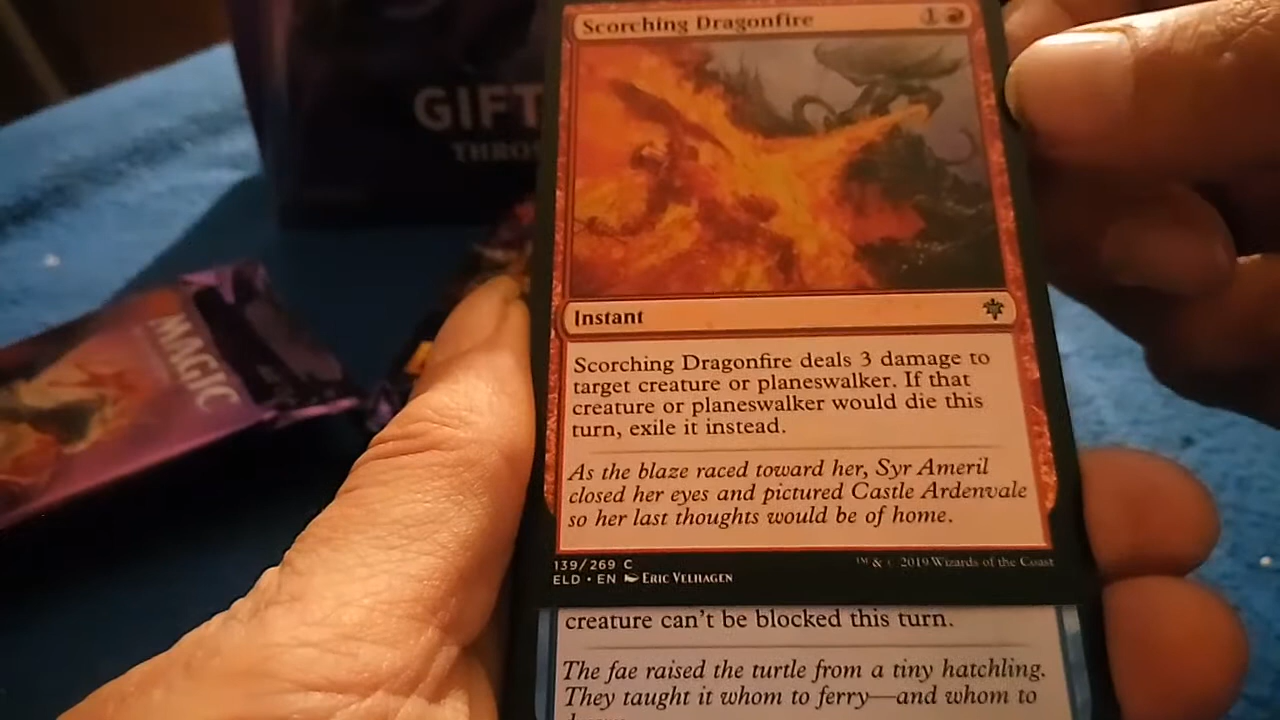 GIFT
THRO
MAGIC
Scorching Dragonfire 1
Instant
Scorching Dragonfire deals 3 damage to
target creature or planeswalker. If that
creature or planeswalker would die this
turn, exile it instead.
As the blaze raced toward her, Syr Ameril
closed her eyes and pictured Castle Ardenvale
so her last thoughts would be of home.
139/269 C
ELD • EN Eric Velhagen
™ & © 2019 Wizards of the Coast
creature can't be blocked this turn.
The fae raised the turtle from a tiny hatchling.
They taught it whom to ferry—and whom to